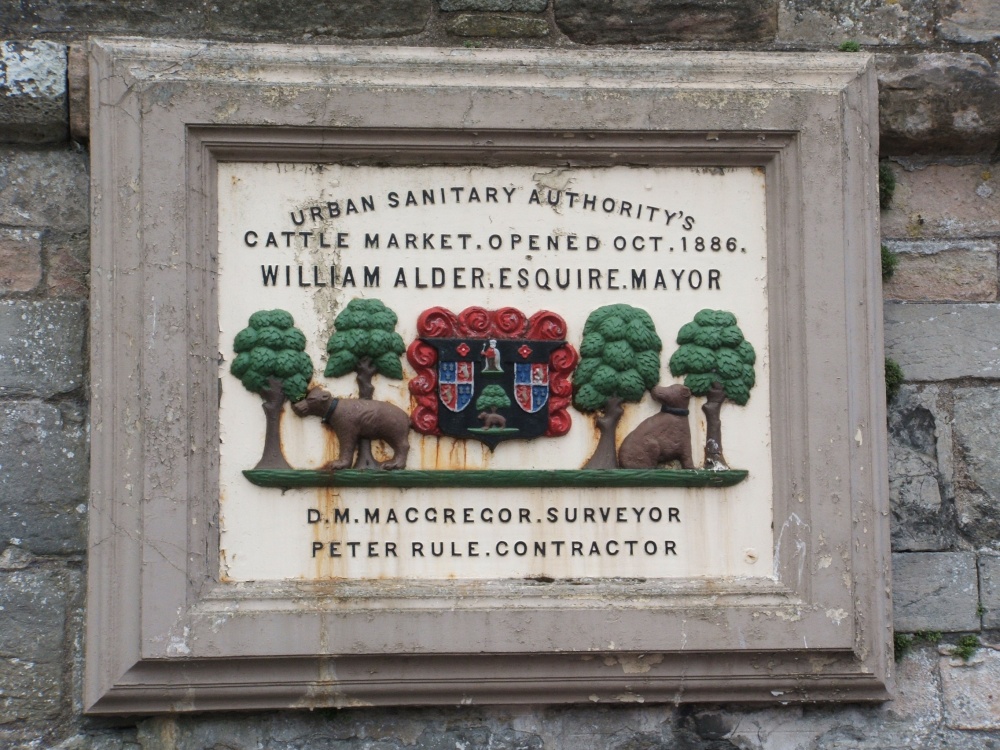 URBAN SANITARY AUTHORITY'S
CATTLE MARKET.OPENED OCT.1886.
WILLIAM ALDER.ESQUIRE.MAYOR
D.M.MACGREGOR.SURVEYOR
PETER RULE.CONTRACTOR